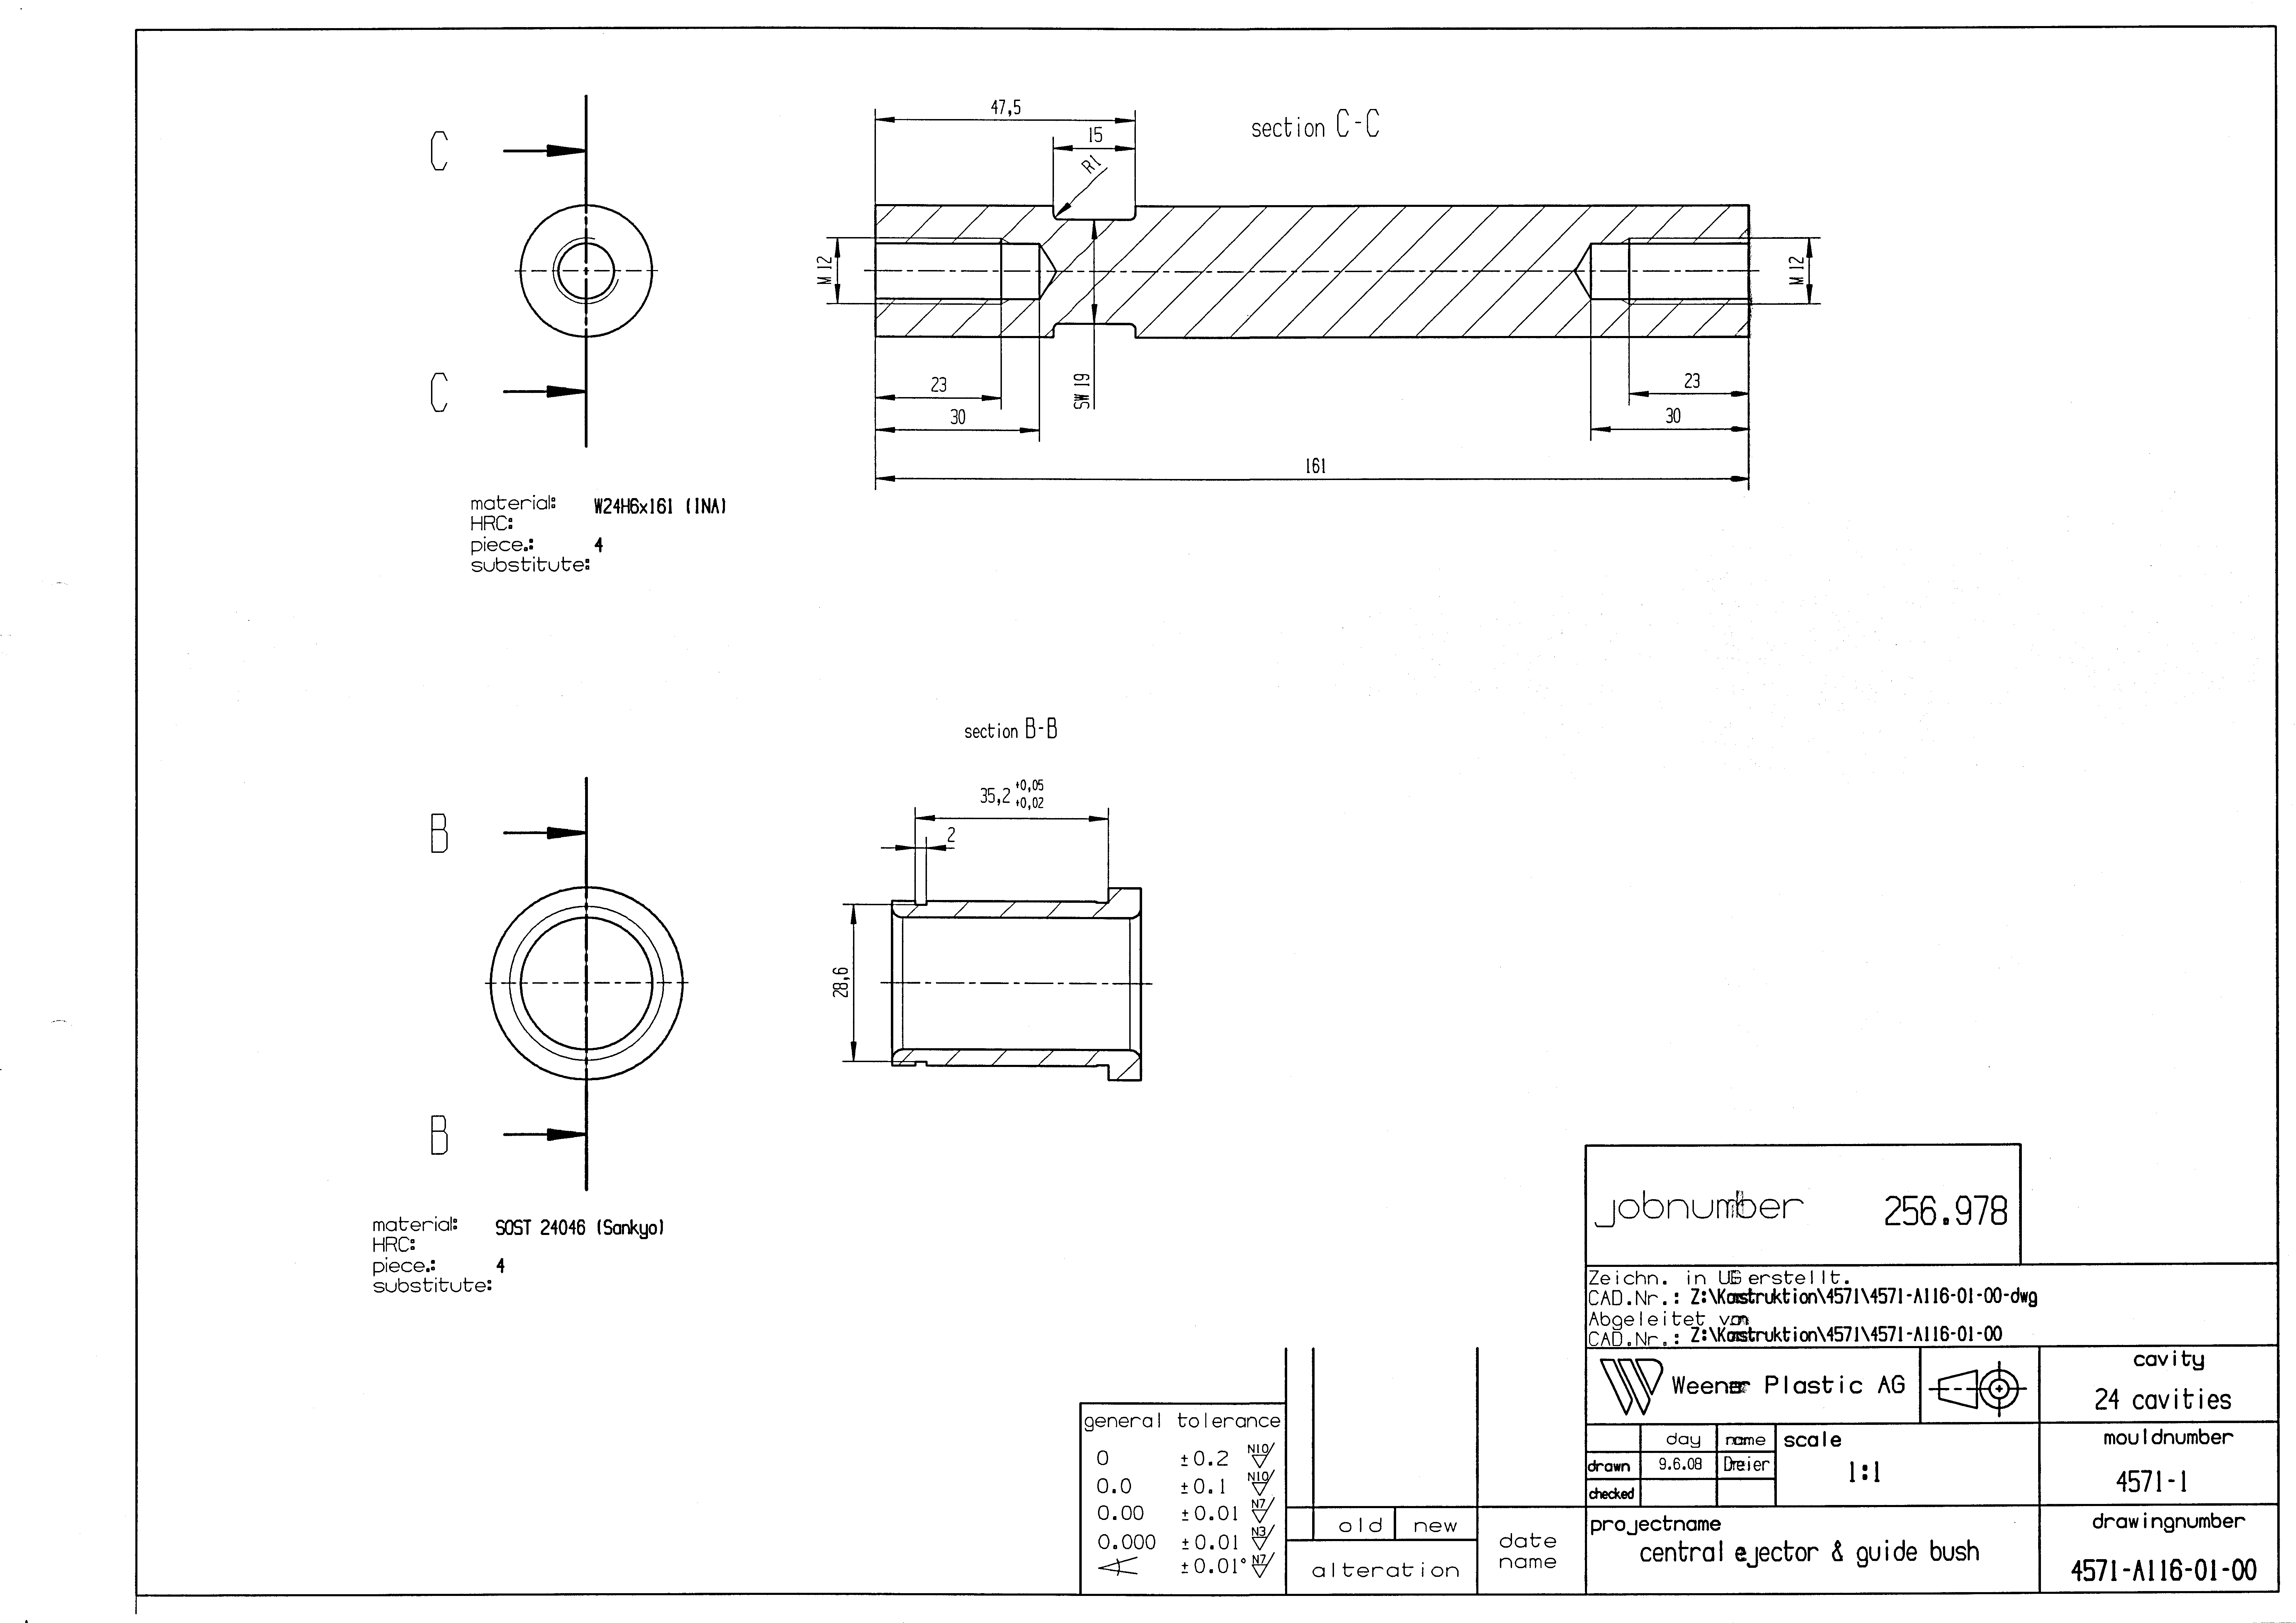 47,5
section C-C
15
R1
C
M 12
M 12
C
23
SW 19
23
30
30
161
material: W24H6x161 (INA)
HRC:
piece.: 4
substitute:
section B-B
35,2 +0,05 +0,02
2
B
28,6
B
material: SOST 24046 (Sankyo)
HRC:
piece.: 4
substitute:
jobnumber 256.978
Zeichn. in UG erstellt.
CAD.Nr.: Z:\Konstruktion\4571\4571-A116-01-00-dwg
Abgeleitet von
CAD.Nr.: Z:\Konstruktion\4571\4571-A116-01-00
Weener Plastic AG
cavity
24 cavities
day name scale
drawn 9.6.08 Dreier 1:1
checked
mouldnumber
4571-1
general tolerance
0 ±0.2 N10
0.0 ±0.1 N10
0.00 ±0.01 N7
0.000 ±0.01 N3
±0.01° N7
old new
alteration
date
name
projectname
central ejector & guide bush
drawingnumber
4571-A116-01-00